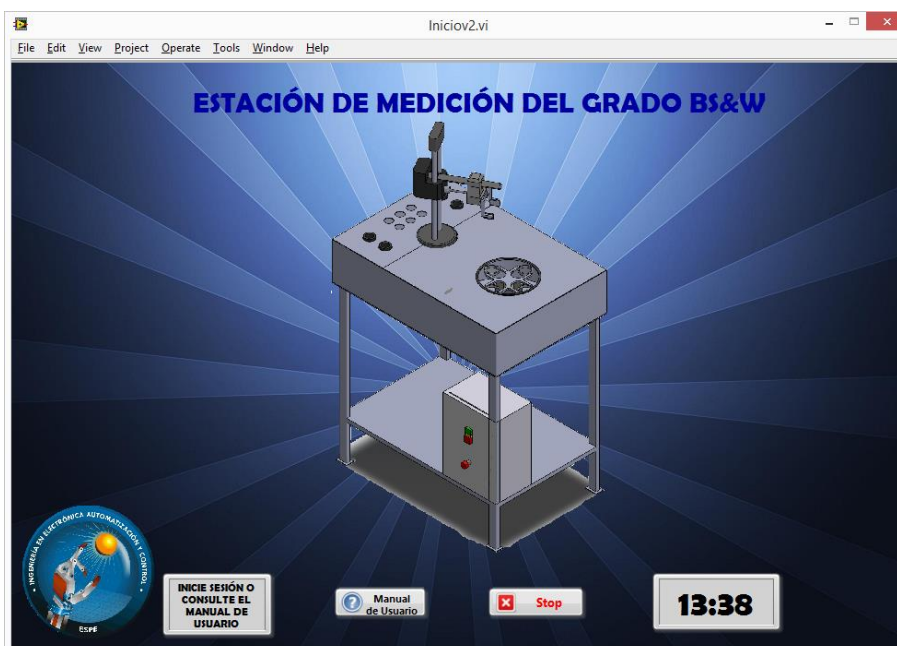 Iniciov2.vi
File Edit View Project Operate Tools Window Help
ESTACIÓN DE MEDICIÓN DEL GRADO BS&W
INGENIERÍA EN ELECTRÓNICA AUTOMATIZACIÓN Y CONTROL
ESPE
INICIE SESIÓN O
CONSULTE EL
MANUAL DE
USUARIO
Manual
de Usuario
Stop
13:38